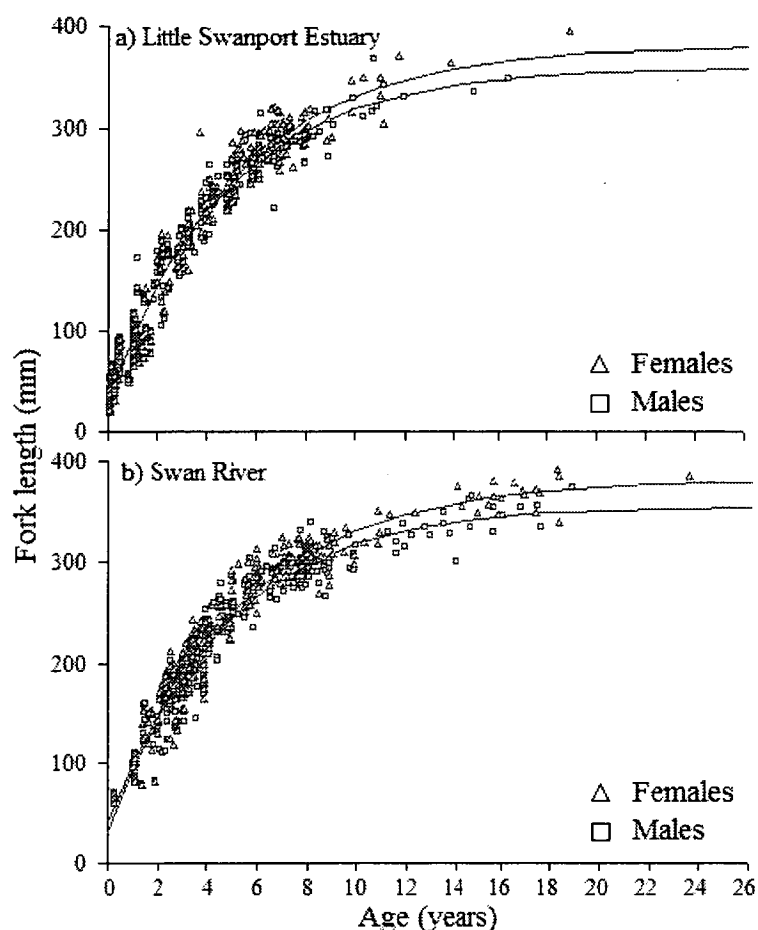 400
a) Little Swanport Estuary
300
200
100
0
△ Females
□ Males
Fork length (mm)
400
b) Swan River
300
200
100
0
△ Females
□ Males
0 2 4 6 8 10 12 14 16 18 20 22 24 26
Age (years)